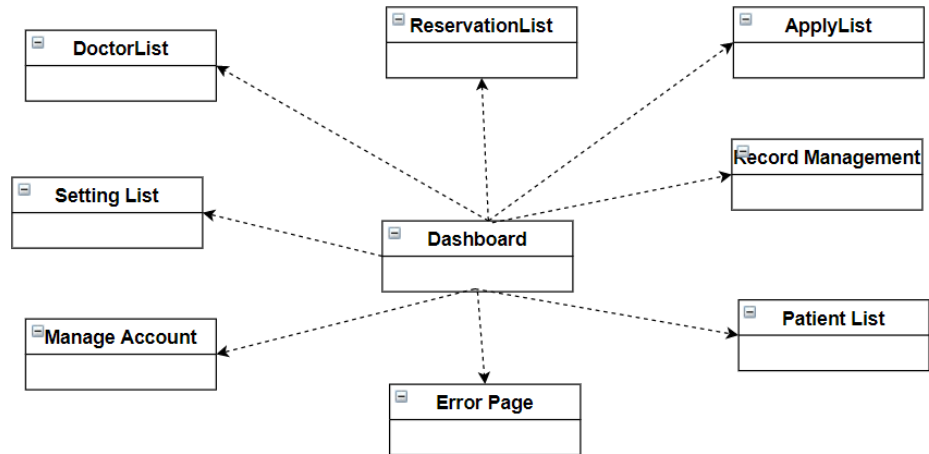 ReservationList
ApplyList
DoctorList
Record Management
Setting List
Dashboard
Patient List
Manage Account
Error Page